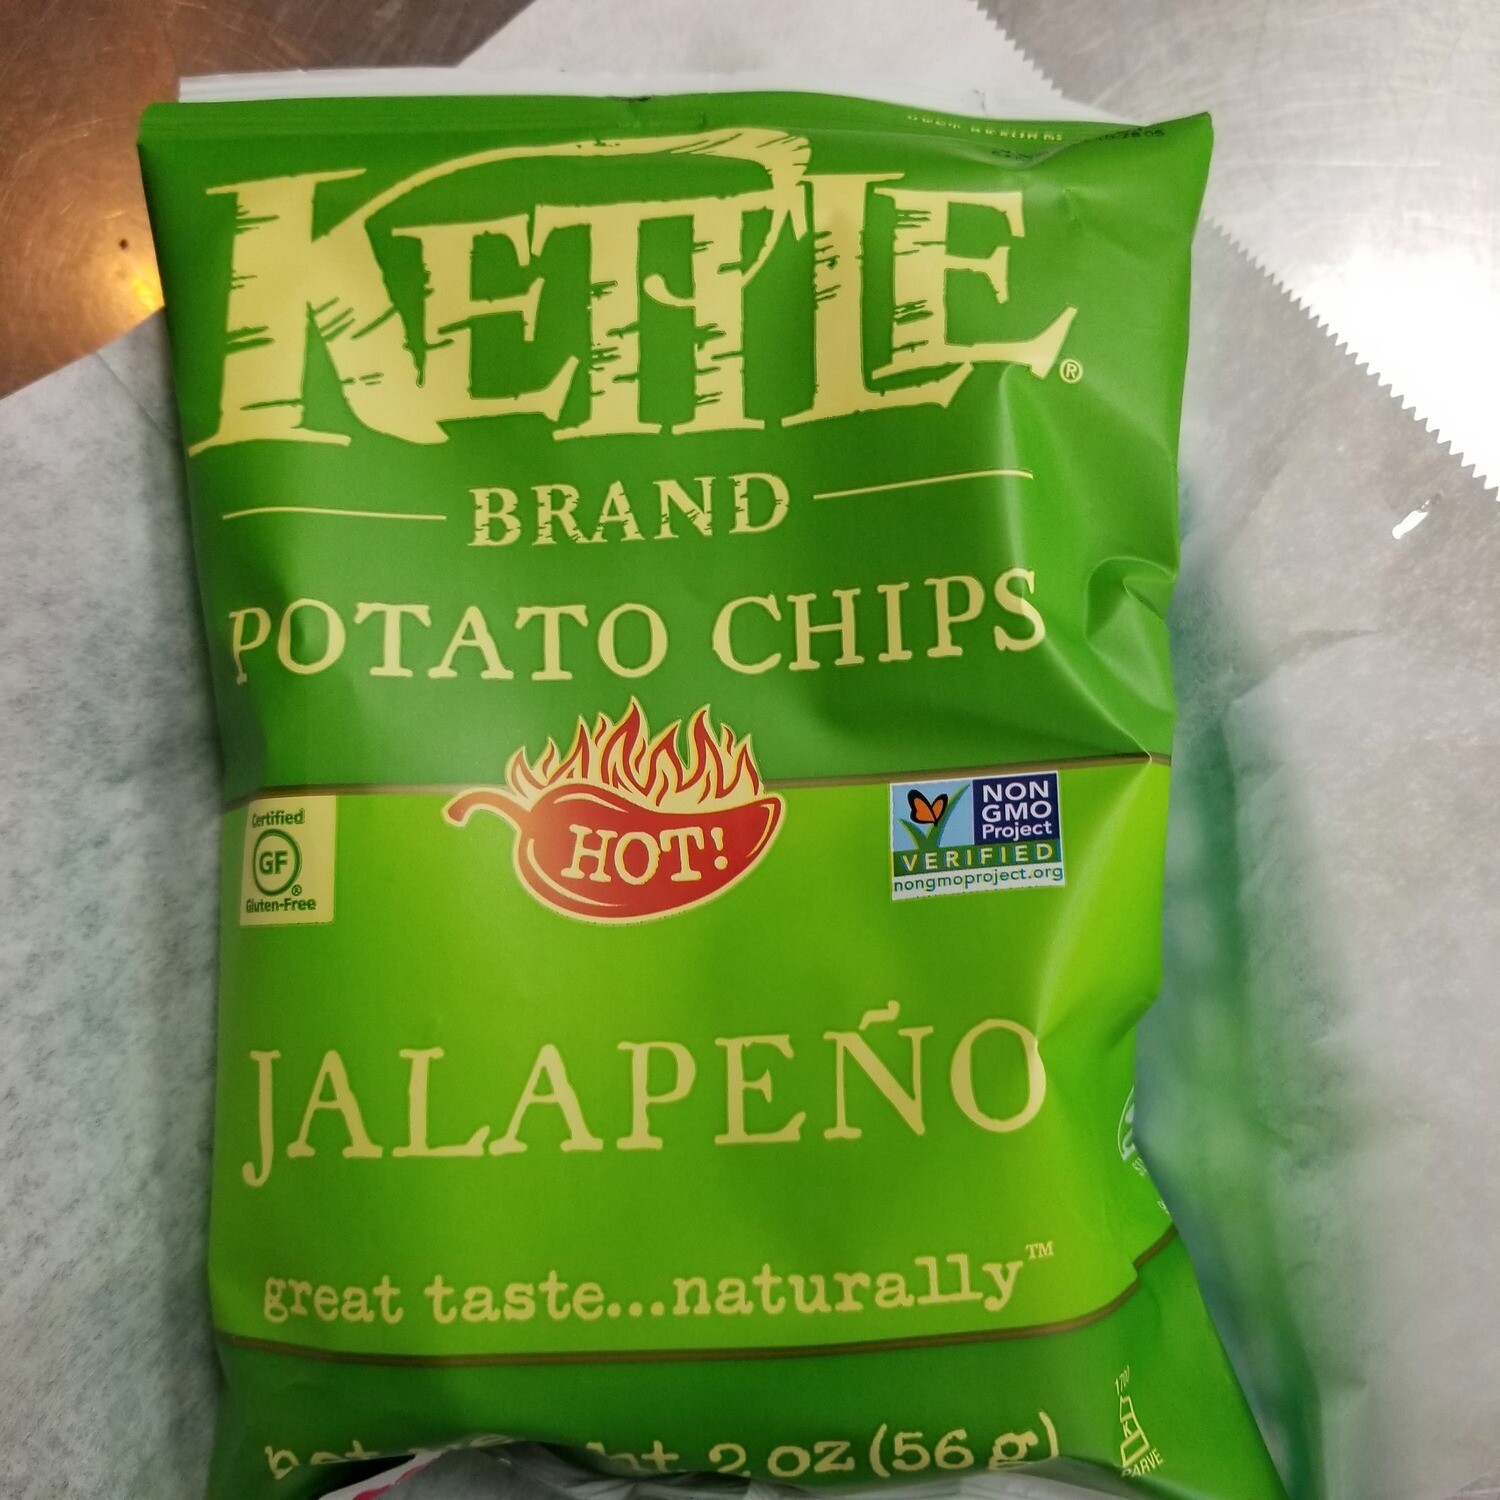 KETTLE®
BRAND
POTATO CHIPS
HOT!
Certified
GF®
Gluten-Free
NON
GMO
Project
VERIFIED
nongmoproject.org
JALAPEÑO
great taste...naturally™
2 oz (56 g)
K
PARVE